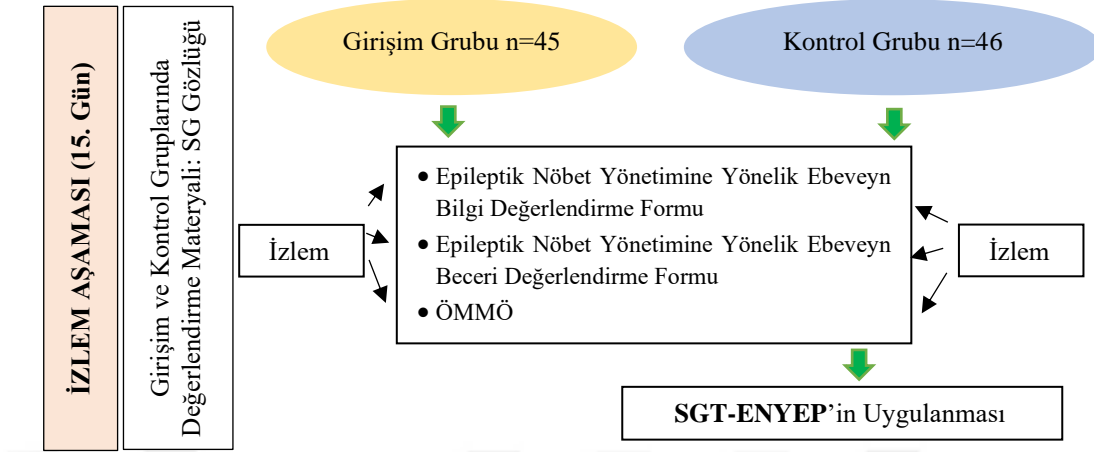 İZLEM AŞAMASI (15. Gün)
Girişim ve Kontrol Gruplarında
Değerlendirme Materyali: SG Gözlüğü
Girişim Grubu n=45
Kontrol Grubu n=46
İzlem
• Epileptik Nöbet Yönetimine Yönelik Ebeveyn
Bilgi Değerlendirme Formu
• Epileptik Nöbet Yönetimine Yönelik Ebeveyn
Beceri Değerlendirme Formu
• ÖMMÖ
İzlem
SGT-ENYEP’in Uygulanması